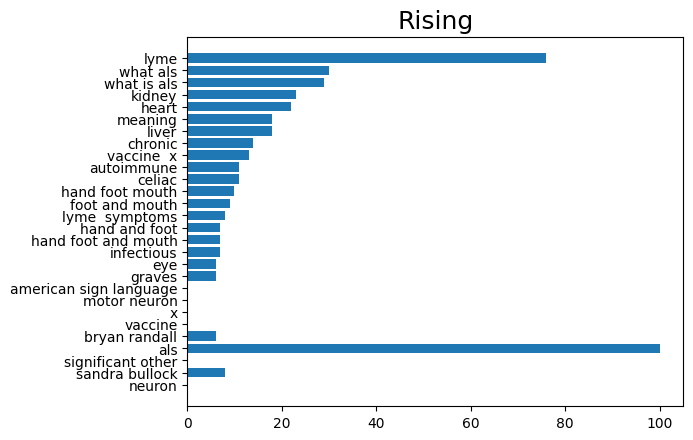 Rising
lyme
what als
what is als
kidney
heart
meaning
liver
chronic
vaccine  x
autoimmune
celiac
hand foot mouth
foot and mouth
lyme  symptoms
hand and foot
hand foot and mouth
infectious
eye
graves
american sign language
motor neuron
x
vaccine
bryan randall
als
significant other
sandra bullock
neuron
0 20 40 60 80 100